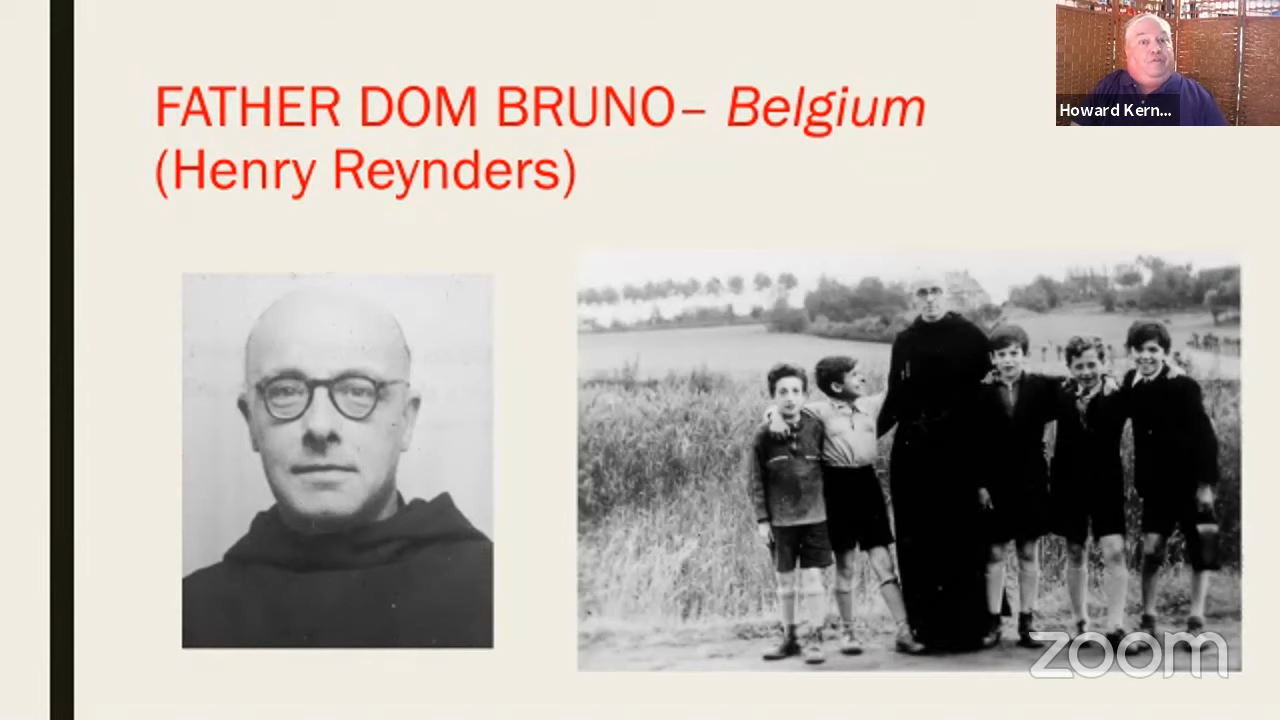 FATHER DOM BRUNO– Belgium
(Henry Reynders)
Howard Kern...
zoom